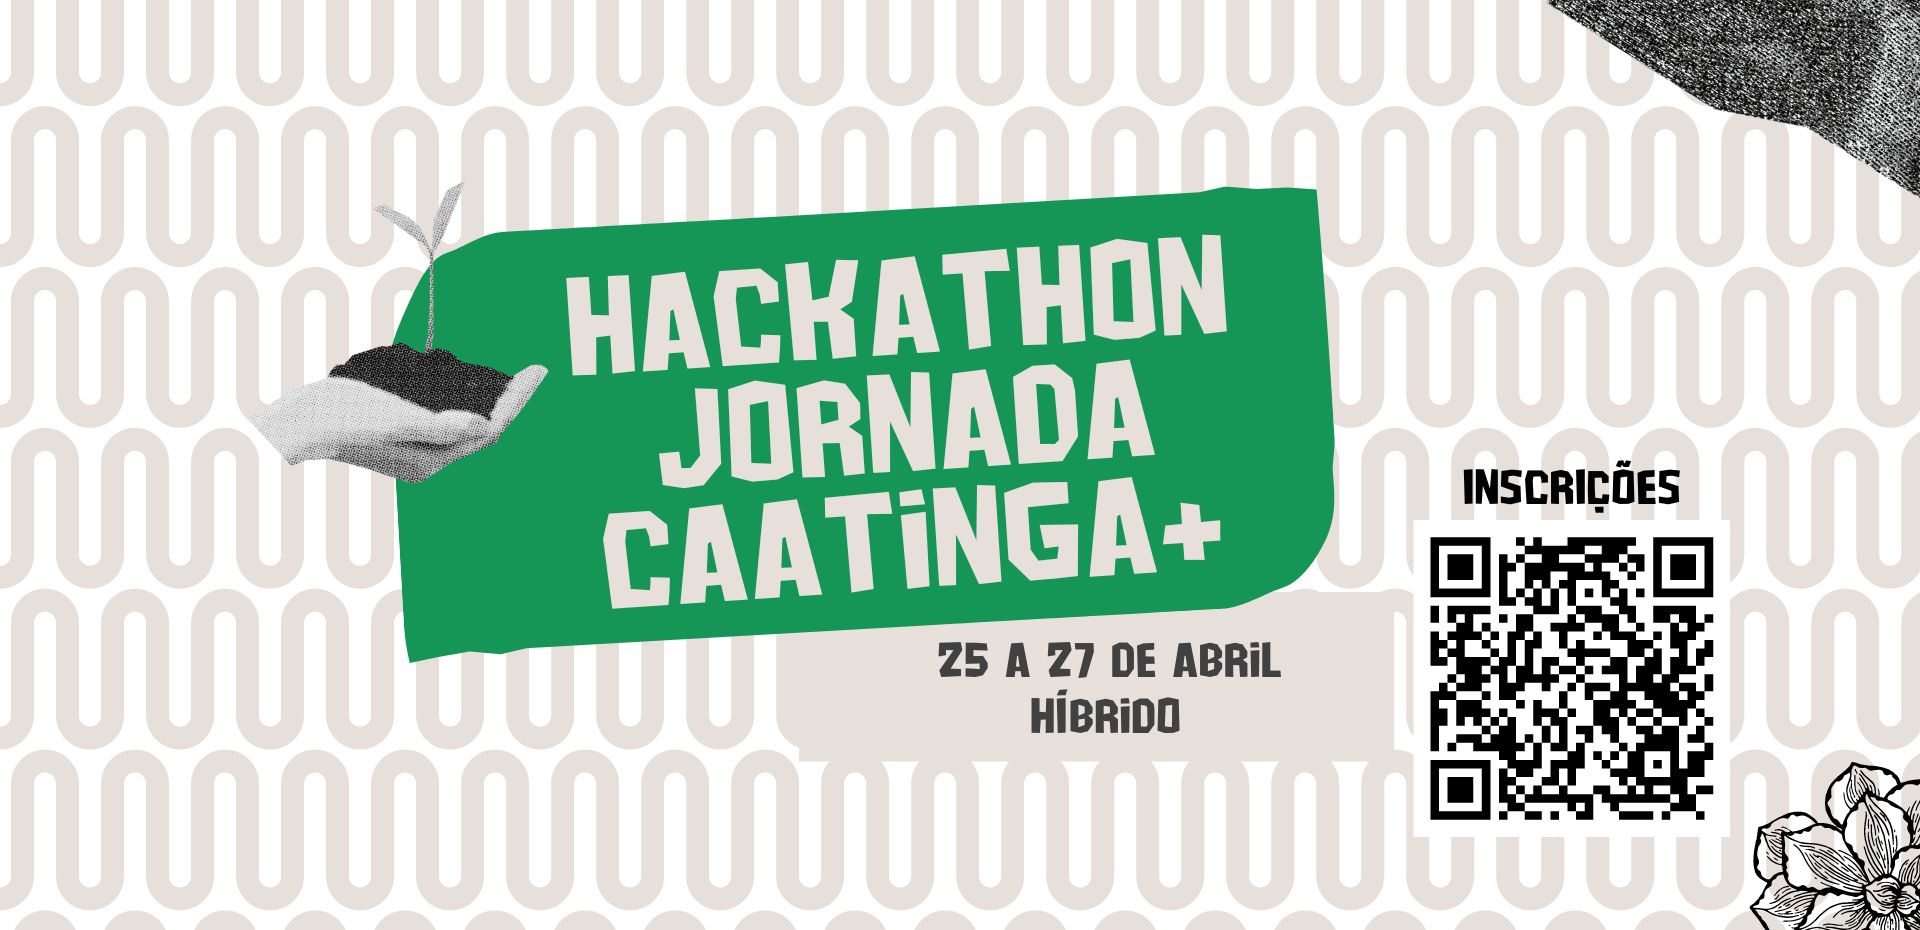 HACKATHON
JORNADA
CAATiNGA+
25 A 27 DE ABRiL
HÍBRiDO
INSCRIÇÕES